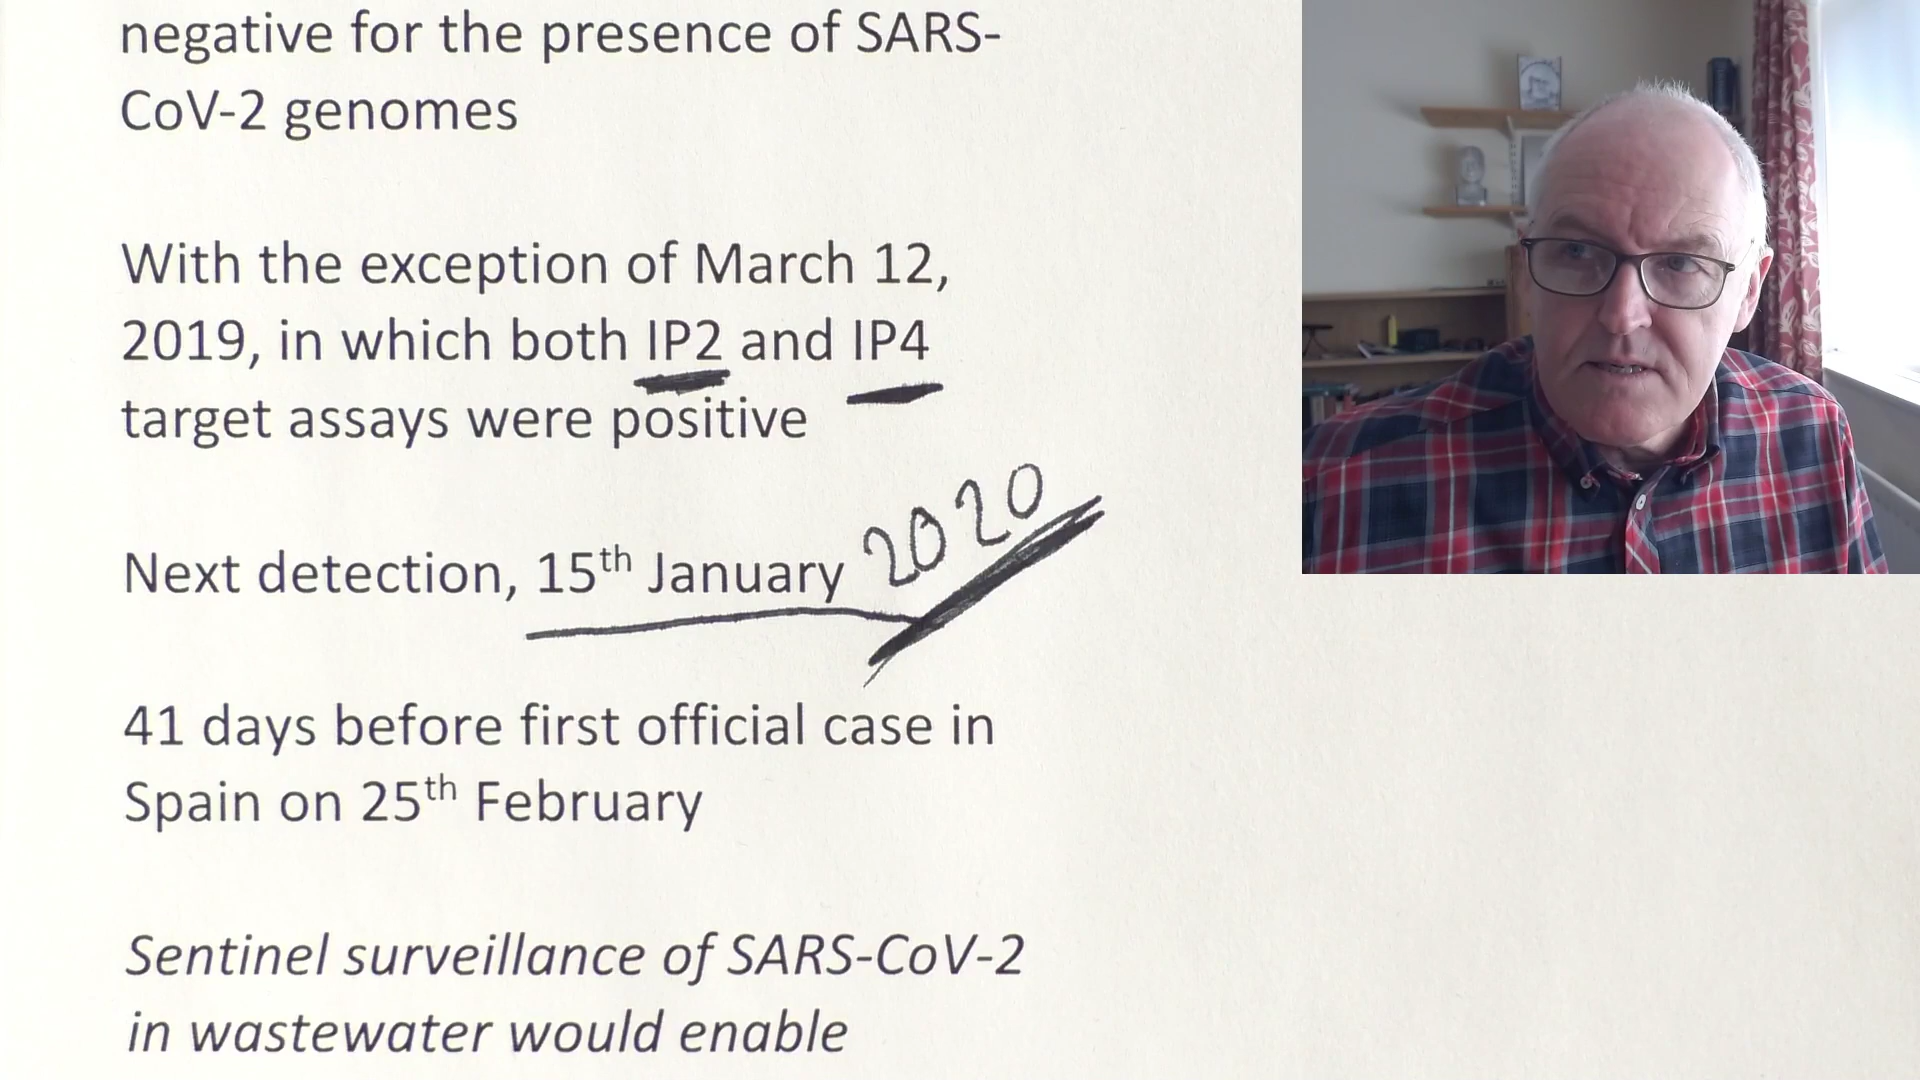 negative for the presence of SARS-
CoV-2 genomes
With the exception of March 12,
2019, in which both IP2 and IP4
target assays were positive
Next detection, 15th January 2020
41 days before first official case in
Spain on 25th February
Sentinel surveillance of SARS-CoV-2
in wastewater would enable